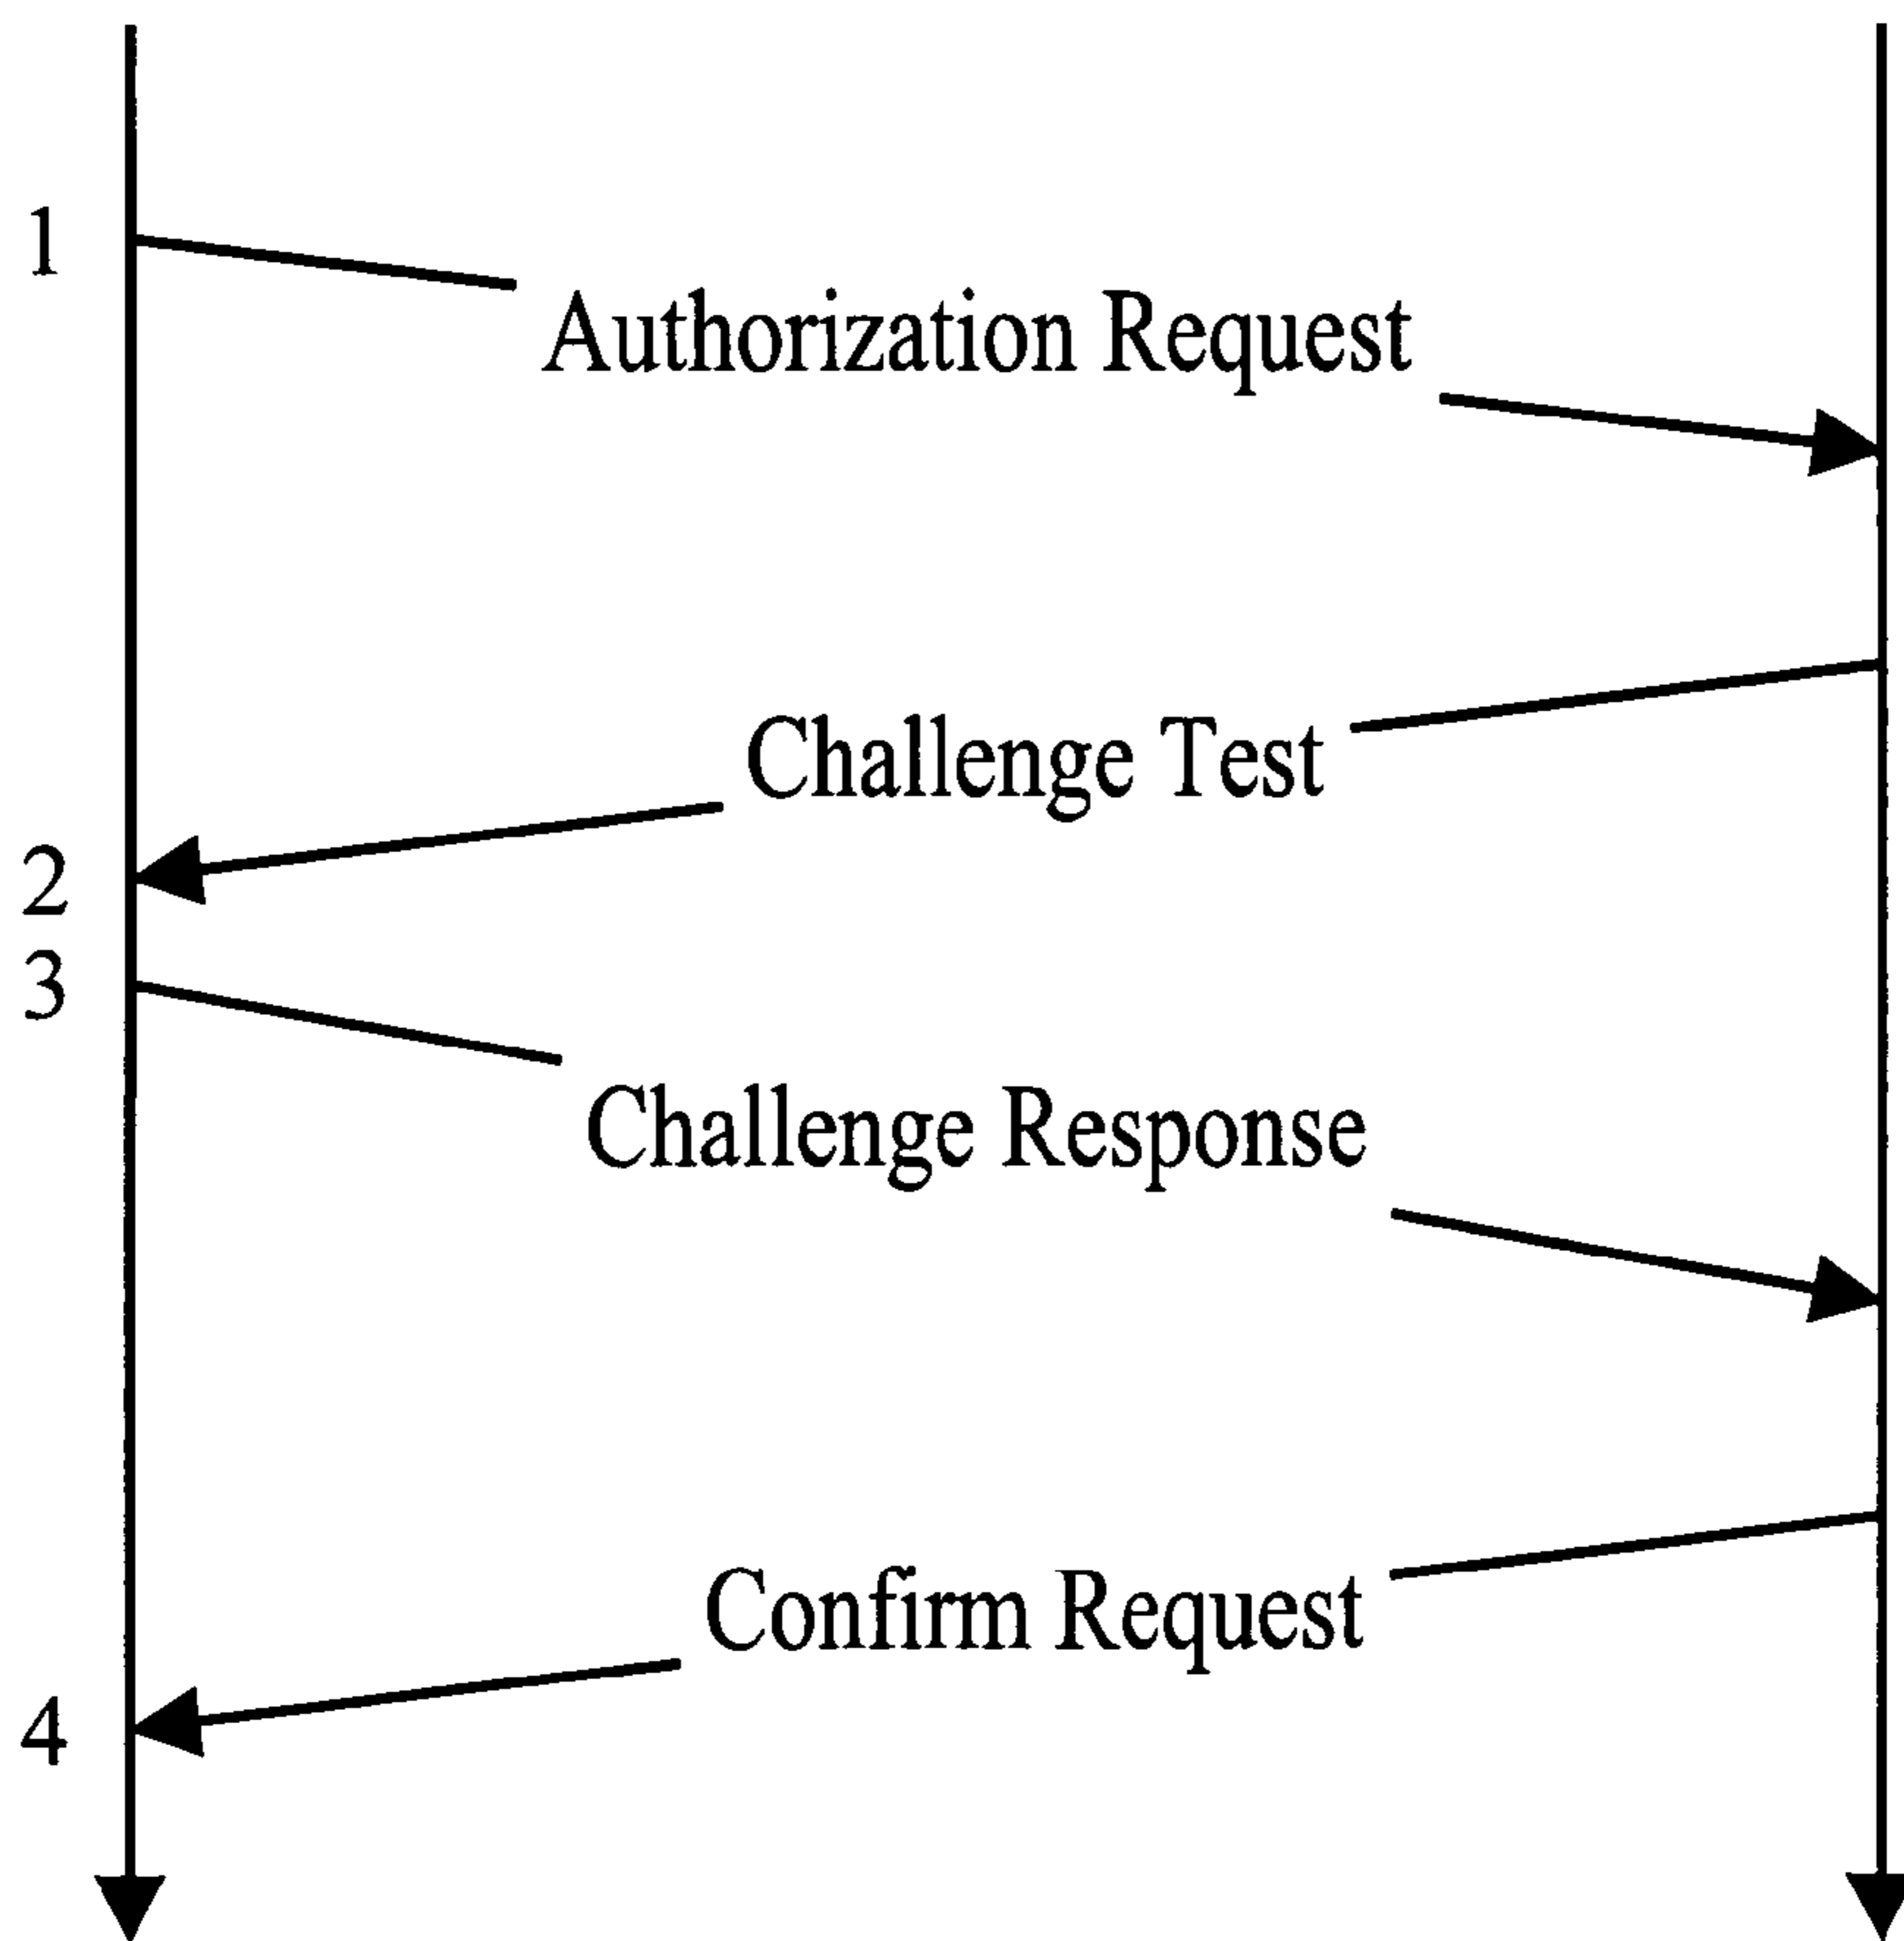 1
Authorization Request
Challenge Test
2
3
Challenge Response
Confirm Request
4